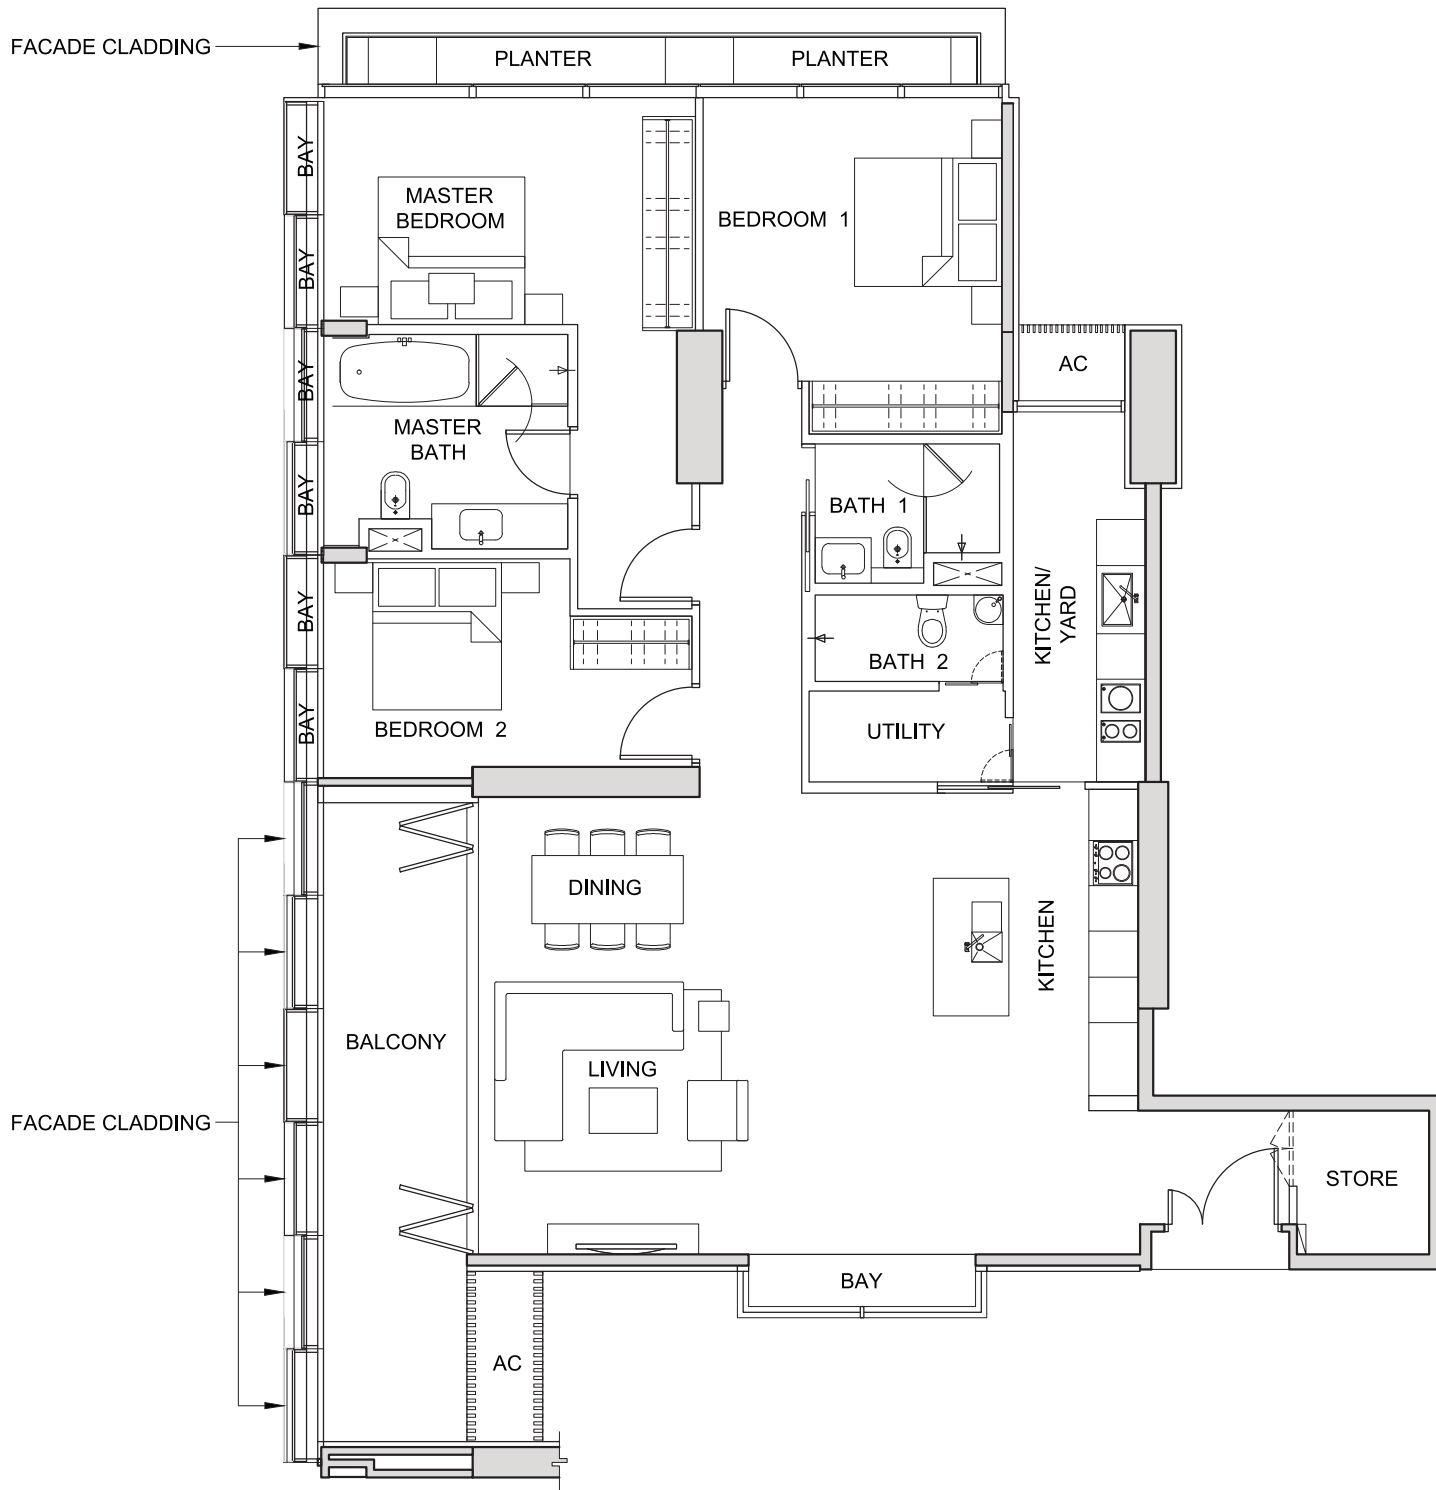 FACADE CLADDING
PLANTER
PLANTER
BAY
MASTER
BEDROOM
BEDROOM 1
BAY
AC
BAY
MASTER
BATH
BAY
BATH 1
KITCHEN/
YARD
BAY
BATH 2
BAY
BEDROOM 2
UTILITY
DINING
KITCHEN
BALCONY
LIVING
FACADE CLADDING
STORE
BAY
AC